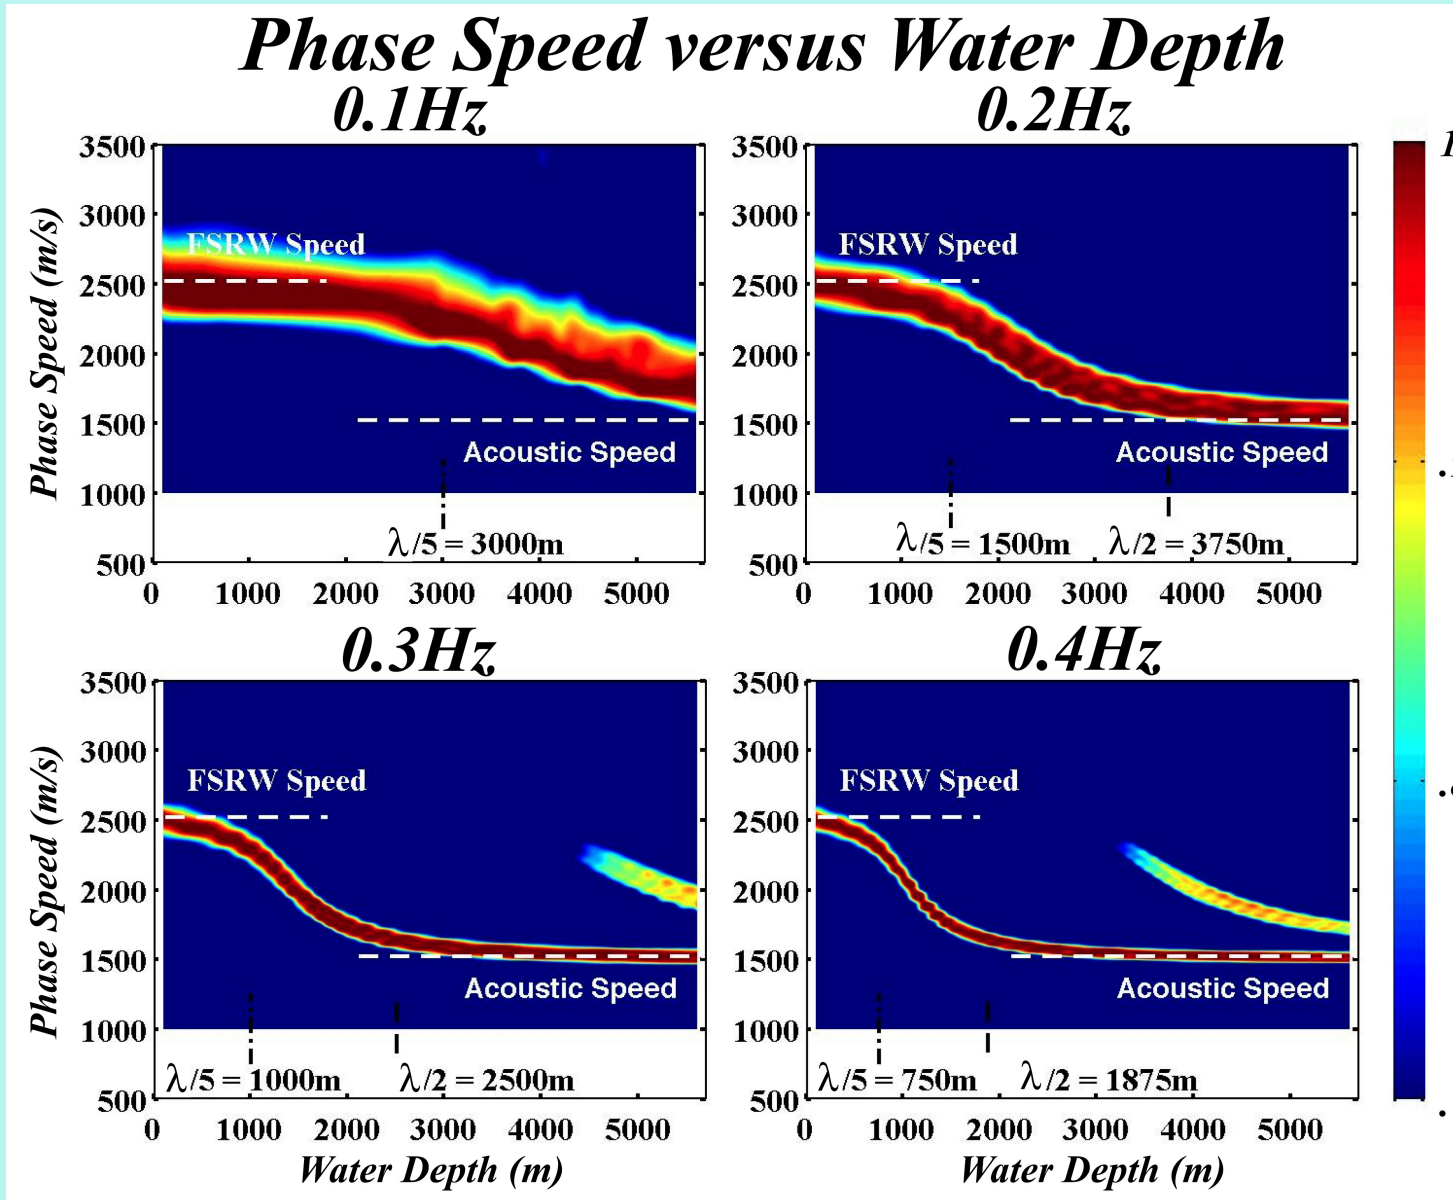 Phase Speed versus Water Depth
0.1Hz
0.2Hz
3500
3000
2500
2000
1500
1000
500
Phase Speed (m/s)
FSRW Speed
Acoustic Speed
λ/5 = 3000m
0 1000 2000 3000 4000 5000
3500
3000
2500
2000
1500
1000
500
FSRW Speed
Acoustic Speed
λ/5 = 1500m λ/2 = 3750m
0 1000 2000 3000 4000 5000
0.3Hz
0.4Hz
3500
3000
2500
2000
1500
1000
500
Phase Speed (m/s)
FSRW Speed
Acoustic Speed
λ/5 = 1000m λ/2 = 2500m
0 1000 2000 3000 4000 5000
Water Depth (m)
3500
3000
2500
2000
1500
1000
500
FSRW Speed
Acoustic Speed
λ/5 = 750m λ/2 = 1875m
0 1000 2000 3000 4000 5000
Water Depth (m)